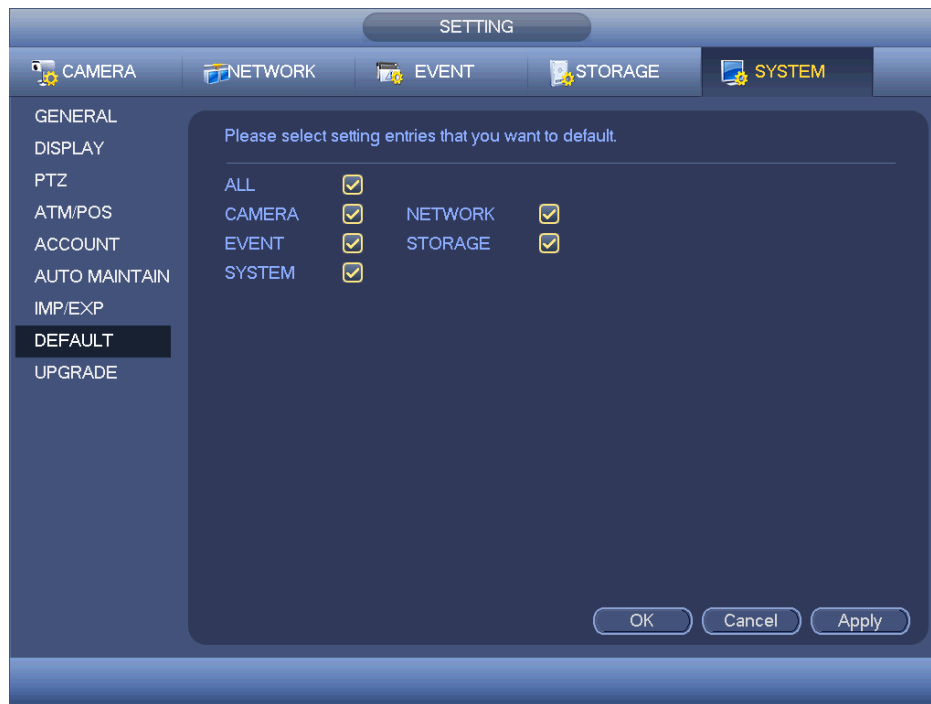 SETTING
CAMERA NETWORK EVENT STORAGE SYSTEM
GENERAL
DISPLAY
PTZ
ATM/POS
ACCOUNT
AUTO MAINTAIN
IMP/EXP
DEFAULT
UPGRADE
Please select setting entries that you want to default.
ALL
CAMERA NETWORK
EVENT STORAGE
SYSTEM
OK Cancel Apply